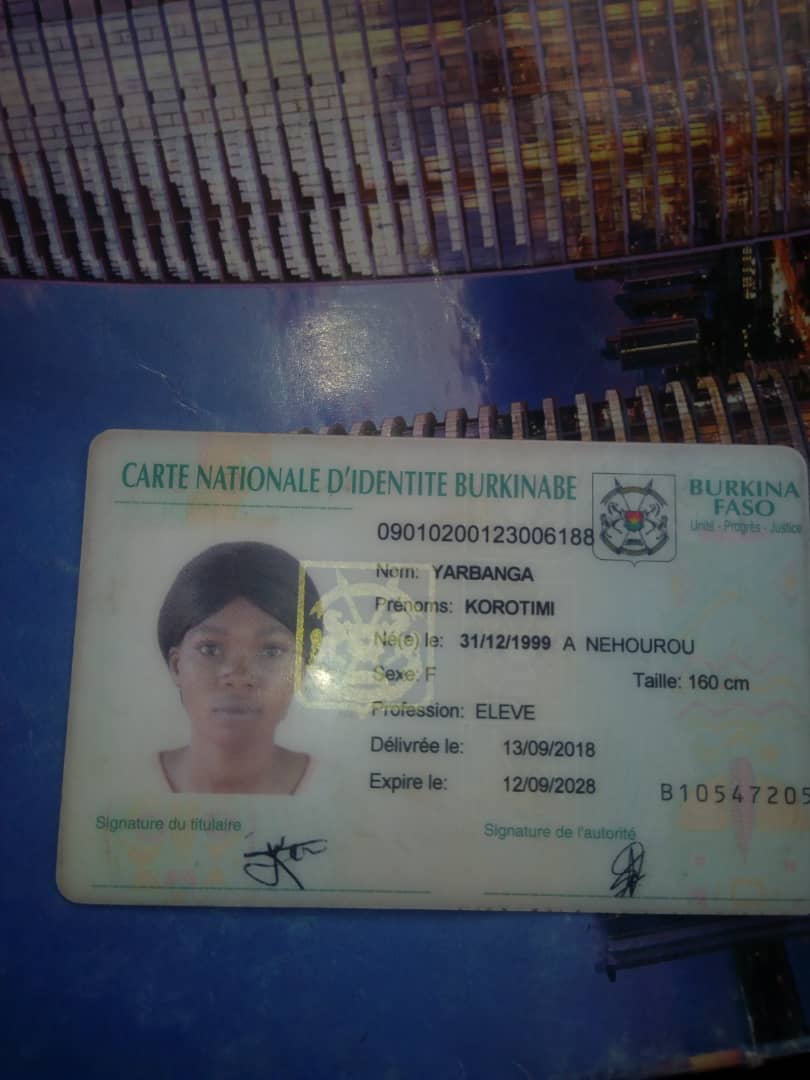 CARTE NATIONALE D'IDENTITE BURKINABE
BURKINA
FASO
Unité - Progrès - Justice
09010200123006188
Nom: YARBANGA
Prénoms: KOROTIMI
Né(e) le: 31/12/1999 A NEHOUROU
Sexe: F
Taille: 160 cm
Profession: ELEVE
Délivrée le: 13/09/2018
Expire le: 12/09/2028
B10547205
Signature du titulaire
Signature de l'autorité